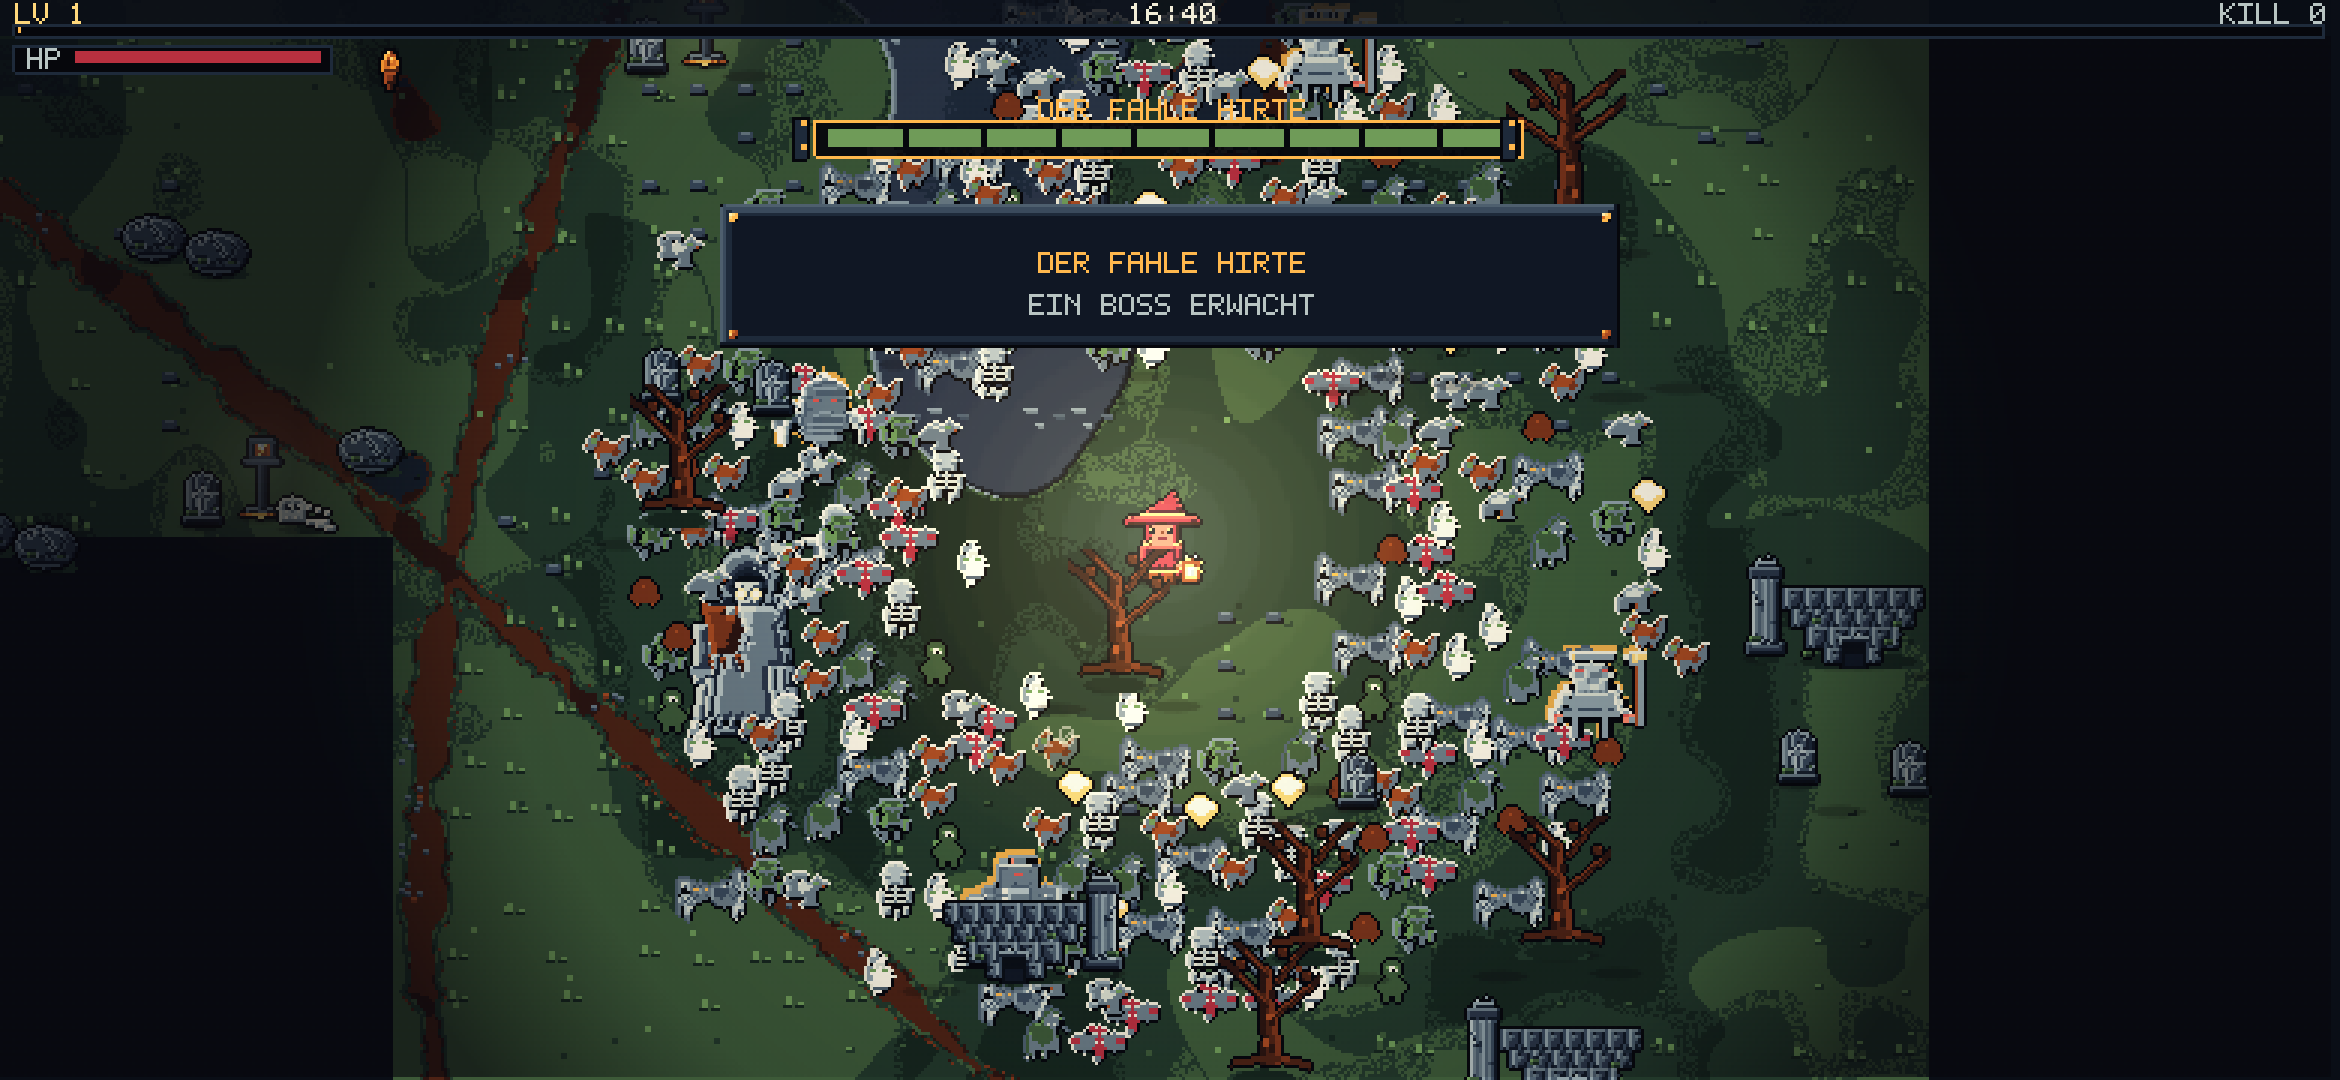 LV 1
16:40
KILL 0
HP
DER FAHLE HIRTE
DER FAHLE HIRTE
EIN BOSS ERWACHT